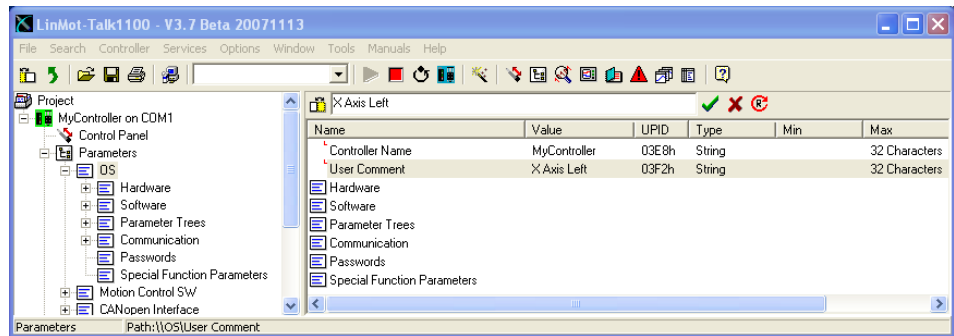 LinMot-Talk1100 - V3.7 Beta 20071113
File Search Controller Services Options Window Tools Manuals Help
Project
MyController on COM1
Control Panel
Parameters
OS
Hardware
Software
Parameter Trees
Communication
Passwords
Special Function Parameters
Motion Control SW
CANopen Interface
X Axis Left
Name Value UPID Type Min Max
Controller Name MyController 03E8h String 32 Characters
User Comment X Axis Left 03F2h String 32 Characters
Hardware
Software
Parameter Trees
Communication
Passwords
Special Function Parameters
Parameters Path:\\OS\User Comment